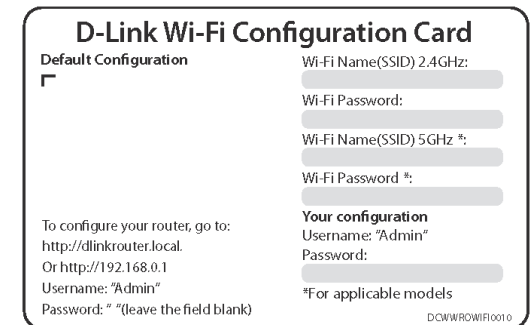 D-Link Wi-Fi Configuration Card
Default Configuration
To configure your router, go to:
http://dlinkrouter.local.
Or http://192.168.0.1
Username: "Admin"
Password: " "(leave the field blank)
Wi-Fi Name(SSID) 2.4GHz:
Wi-Fi Password:
Wi-Fi Name(SSID) 5GHz *:
Wi-Fi Password *:
Your configuration
Username: "Admin"
Password:
*For applicable models
DCWWROWIFI0010